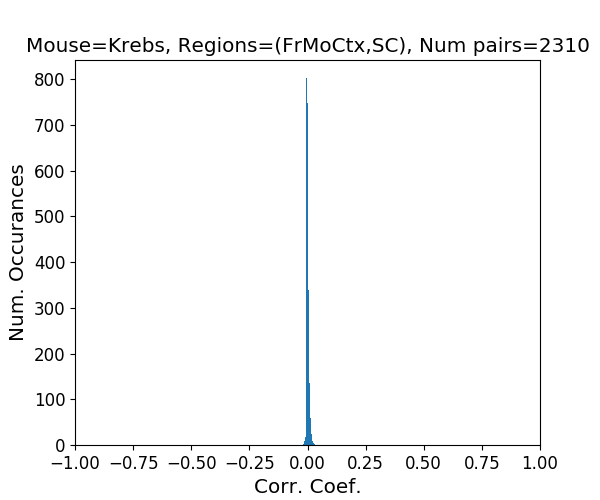 Mouse=Krebs, Regions=(FrMoCtx,SC), Num pairs=2310
800
700
600
500
400
300
200
100
0
Num. Occurances
−1.00 −0.75 −0.50 −0.25 0.00 0.25 0.50 0.75 1.00
Corr. Coef.